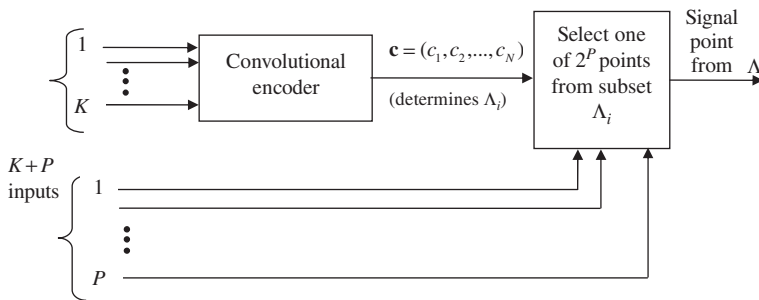 1
K
Convolutional
encoder
c = (c₁, c₂,..., c_N)
(determines Λᵢ)
Select one
of 2ᴾ points
from subset
Λᵢ
Signal
point
from Λ
K+P
inputs
1
P